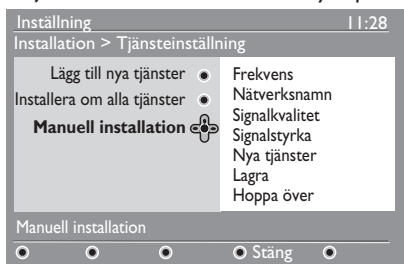 Inställning 11:28
Installation > Tjänsteinställning
Lägg till nya tjänster
Installera om alla tjänster
Manuell installation
Frekvens
Nätverksnamn
Signalkvalitet
Signalstyrka
Nya tjänster
Lagra
Hoppa över
Manuell installation
Stäng